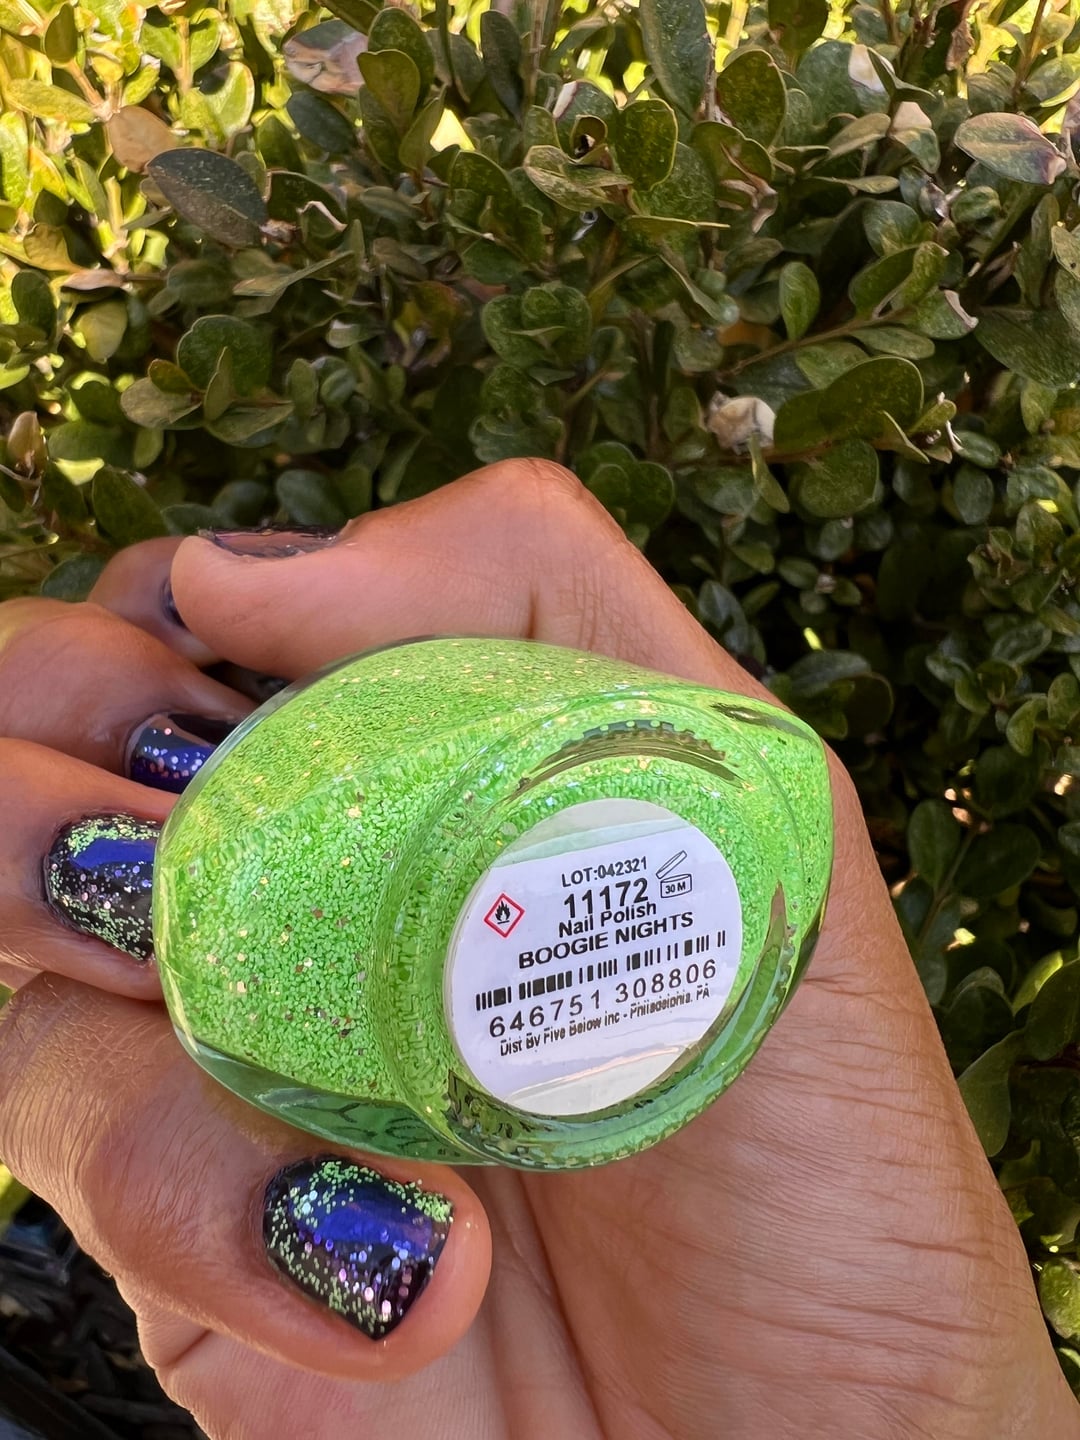 LOT:042321
30 M
11172
Nail Polish
BOOGIE NIGHTS
646751 308806
Dist By Five Below Inc - Philadelphia, PA